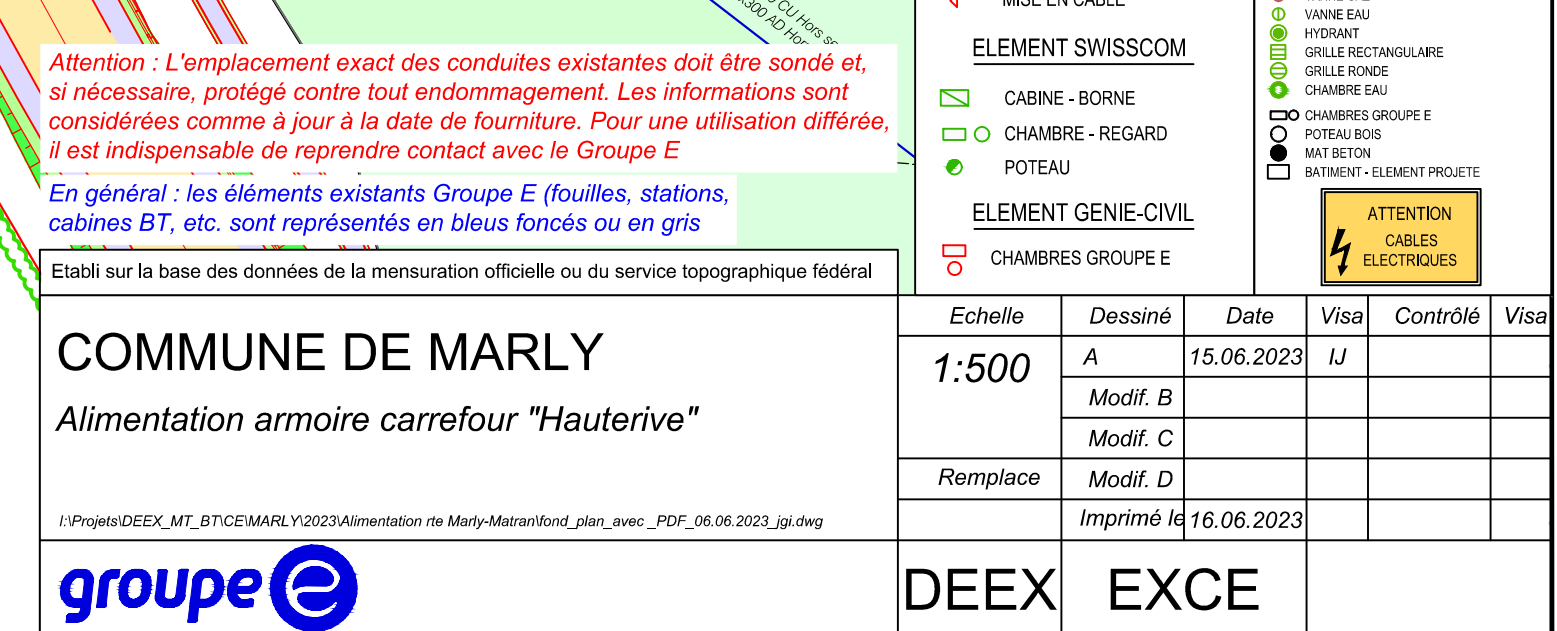 CU Hors se
300 AD Hor
MISE EN CABLE
VANNE EAU
HYDRANT
GRILLE RECTANGULAIRE
GRILLE RONDE
CHAMBRE EAU
CHAMBRES GROUPE E
POTEAU BOIS
MAT BETON
BATIMENT - ELEMENT PROJETE
ELEMENT SWISSCOM
CABINE - BORNE
CHAMBRE - REGARD
POTEAU
ELEMENT GENIE-CIVIL
CHAMBRES GROUPE E
ATTENTION
CABLES
ELECTRIQUES
Attention : L'emplacement exact des conduites existantes doit être sondé et,
si nécessaire, protégé contre tout endommagement. Les informations sont
considérées comme à jour à la date de fourniture. Pour une utilisation différée,
il est indispensable de reprendre contact avec le Groupe E
En général : les éléments existants Groupe E (fouilles, stations,
cabines BT, etc. sont représentés en bleus foncés ou en gris
Etabli sur la base des données de la mensuration officielle ou du service topographique fédéral
COMMUNE DE MARLY
Alimentation armoire carrefour "Hauterive"
I:\Projets\DEEX_MT_BT\CE\MARLY\2023\Alimentation rte Marly-Matran\fond_plan_avec _PDF_06.06.2023_jgi.dwg
Echelle Dessiné Date Visa Contrôlé Visa
1:500 A 15.06.2023 IJ
Modif. B
Modif. C
Remplace Modif. D
Imprimé le 16.06.2023
groupe e
DEEX EXCE